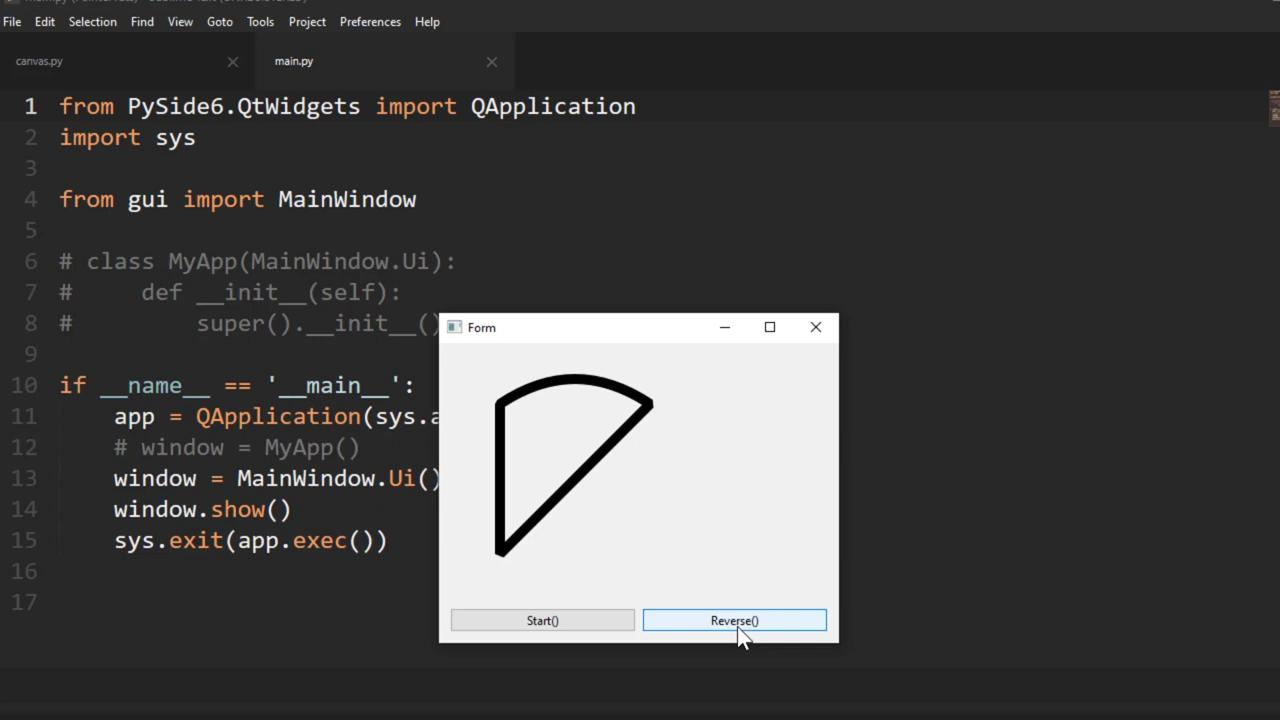 File Edit Selection Find View Goto Tools Project Preferences Help
canvas.py main.py
1 from PySide6.QtWidgets import QApplication
2 import sys
3
4 from gui import MainWindow
5
6 # class MyApp(MainWindow.Ui):
7 #     def __init__(self):
8 #         super().__init__()
9
10 if __name__ == '__main__':
11     app = QApplication(sys.a
12     # window = MyApp()
13     window = MainWindow.Ui()
14     window.show()
15     sys.exit(app.exec())
16
17
Form
Start() Reverse()